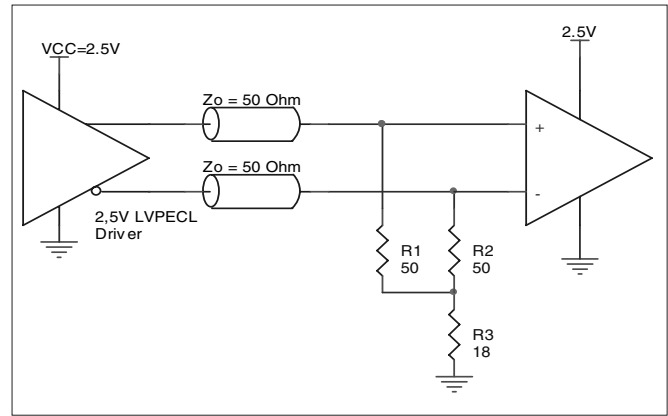 VCC=2.5V
2.5V
Zo = 50 Ohm
+
Zo = 50 Ohm
-
2,5V LVPECL
Driver
R1
50
R2
50
R3
18